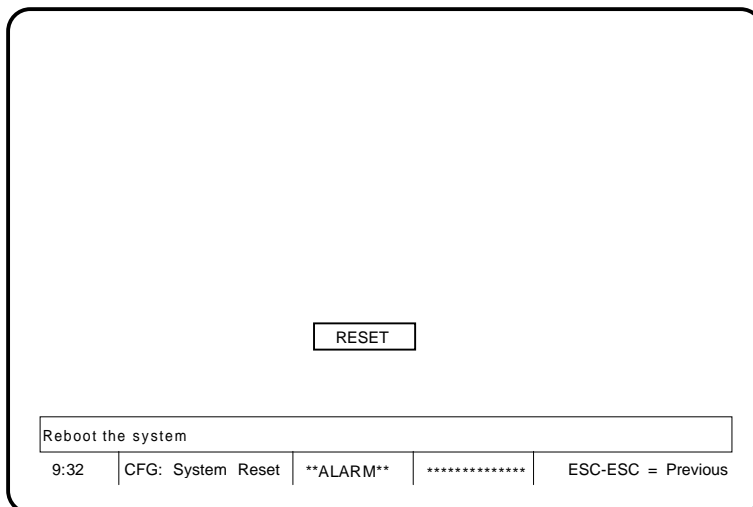 RESET
Reboot the system
9:32 CFG: System Reset **ALARM** ************** ESC-ESC = Previous